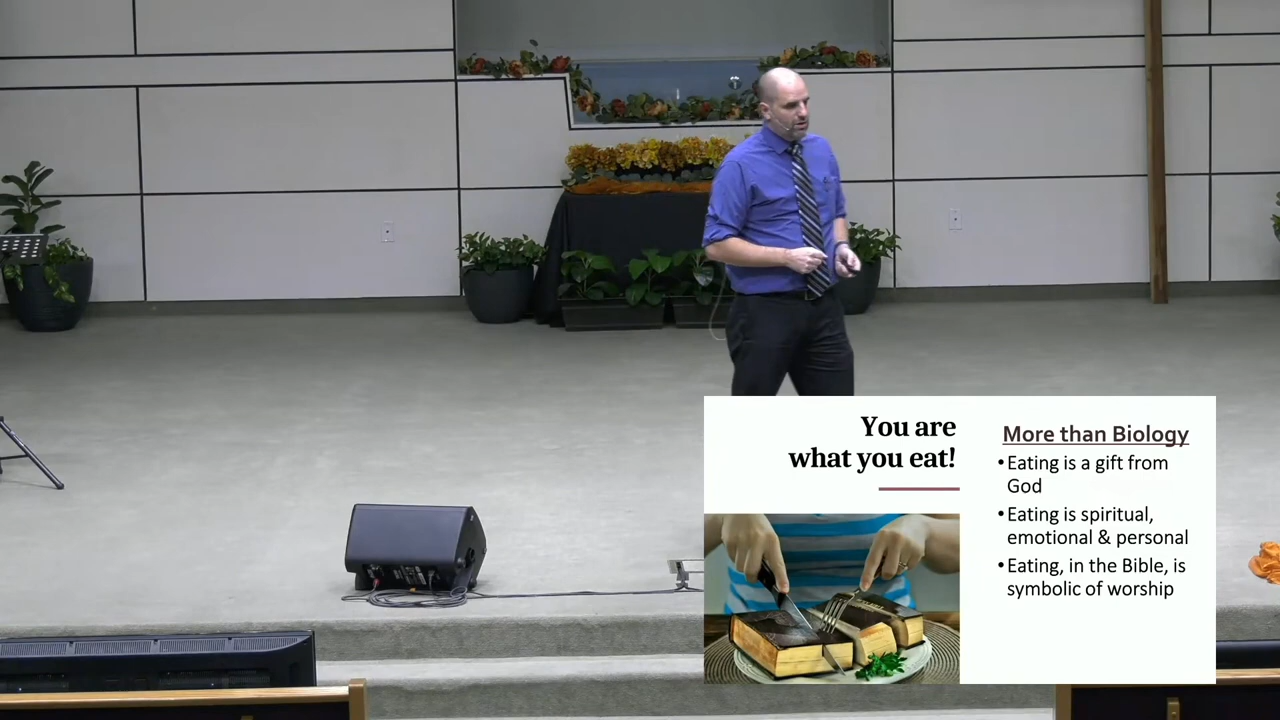 You are
what you eat!
More than Biology
•Eating is a gift from
God
•Eating is spiritual,
emotional & personal
•Eating, in the Bible, is
symbolic of worship